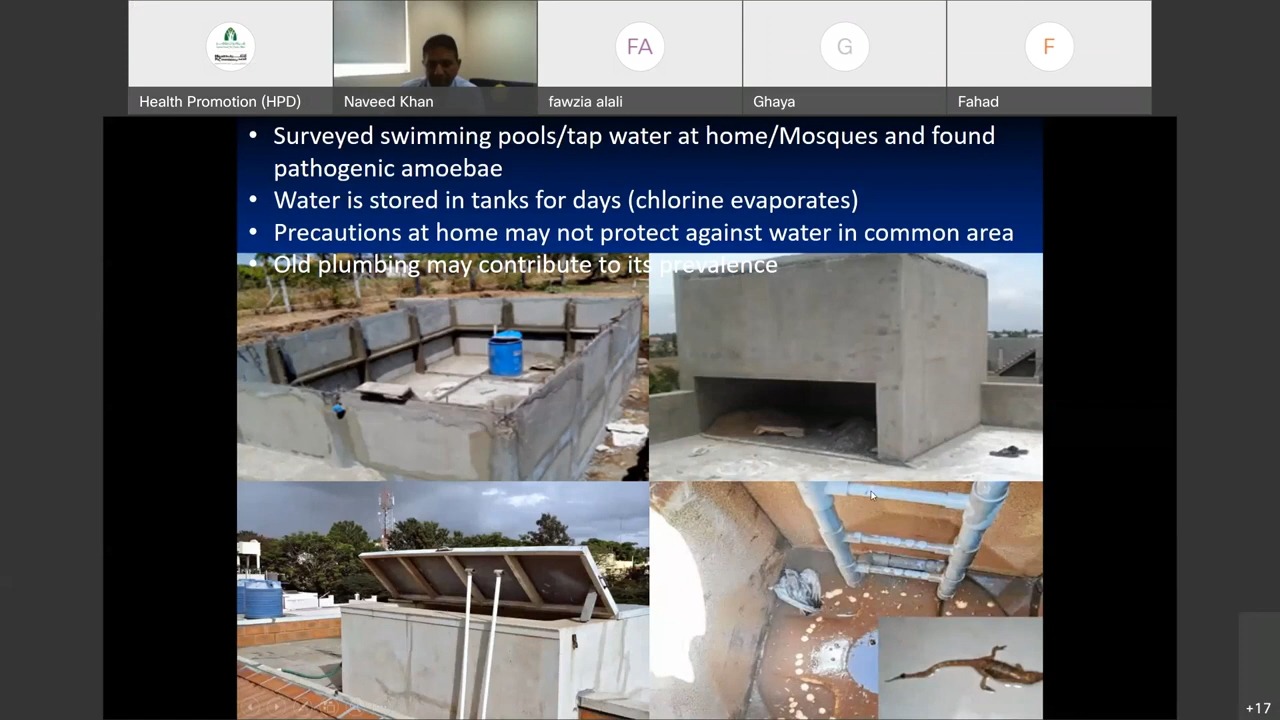 Health Promotion (HPD)
Naveed Khan
FA
fawzia alali
G
Ghaya
F
Fahad
• Surveyed swimming pools/tap water at home/Mosques and found
pathogenic amoebae
• Water is stored in tanks for days (chlorine evaporates)
• Precautions at home may not protect against water in common area
• Old plumbing may contribute to its prevalence
+17